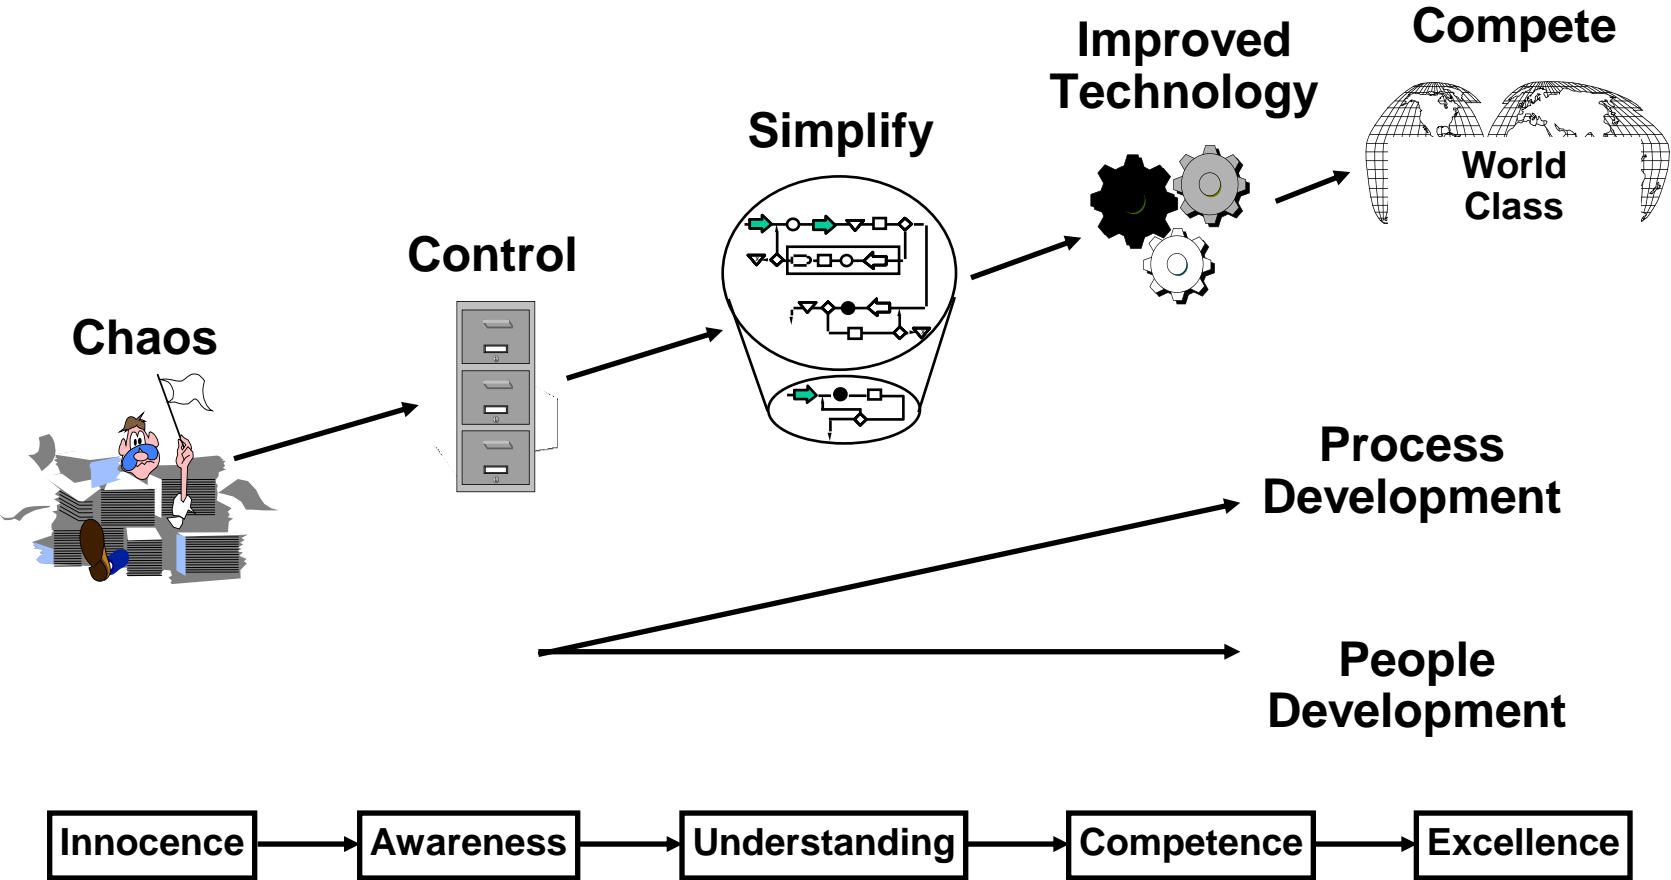 Chaos
Control
Simplify
Improved
Technology
Compete
World
Class
Process
Development
People
Development
Innocence
Awareness
Understanding
Competence
Excellence